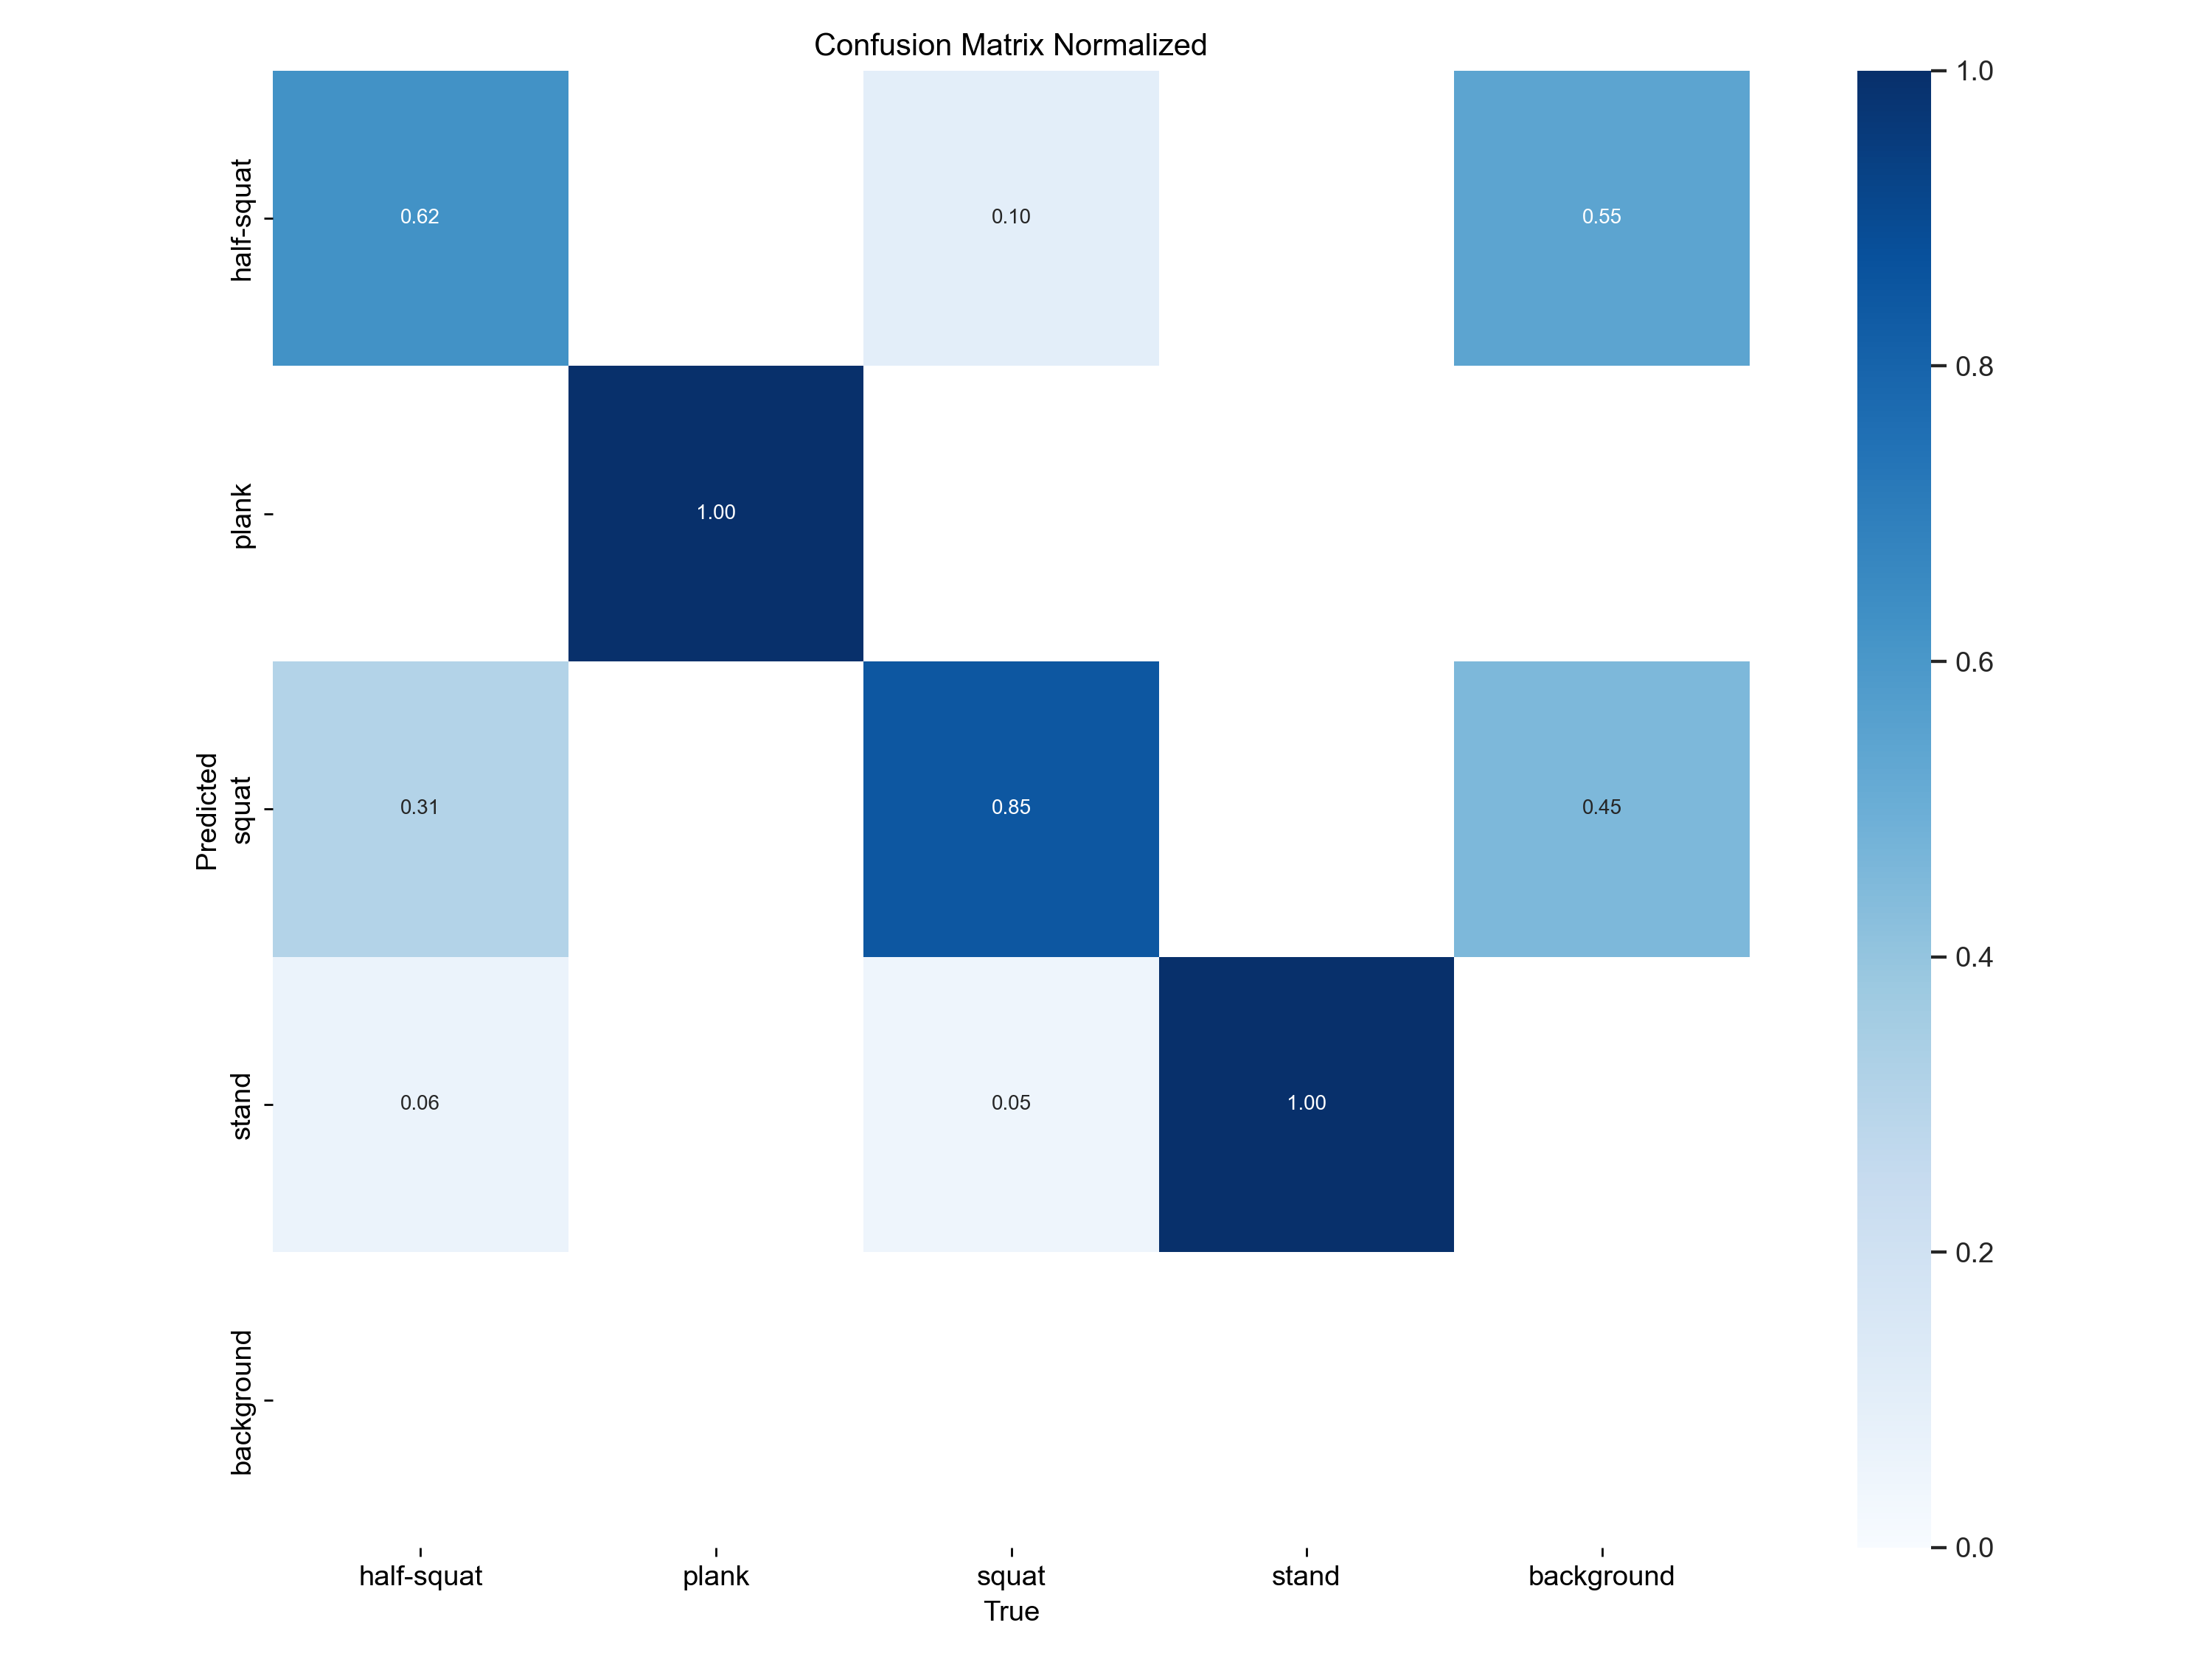 Confusion Matrix Normalized
half-squat
0.62
0.10
0.55
plank
1.00
Predicted
squat
0.31
0.85
0.45
stand
0.06
0.05
1.00
background
half-squat
plank
squat
stand
background
True
1.0
0.8
0.6
0.4
0.2
0.0